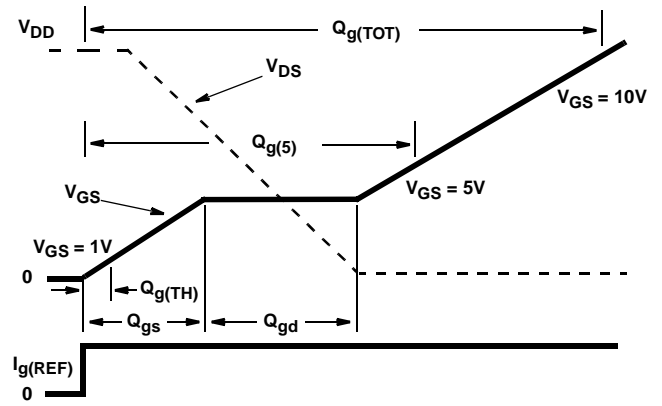 V_DD
Q_g(TOT)
V_DS
V_GS = 10V
Q_g(5)
V_GS
V_GS = 5V
V_GS = 1V
0
Q_g(TH)
Q_gs
Q_gd
I_g(REF)
0